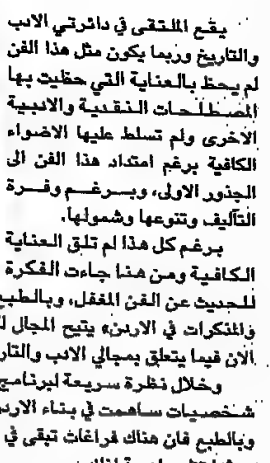 يقع الملتقى في دائرتي الادب
والتاريخ وربما يكون مثل هذا الفن
لم يحظ بالعناية التي حظيت بها
المصطلحات النقدية والادبية
الاخرى ولم تسلط عليها الاضواء
الكافية برغم امتداد هذا الفن الى
الجذور الاولى، وبرغم وفرة
التآليف وتنوعها وشمولها.
برغم كل هذا لم تلق العناية
الكافية ومن هنا جاءت الفكرة
للحديث عن الفن المغفل، وبالطب
والمذكرات في الاردن» يتيح المجال ل
الان فيما يتعلق بمجالي الادب والتار
وخلال نظرة سريعة لبرنامج
شخصيات ساهمت في بناء الارد
وبالطبع فان هناك فراغات تبقى في